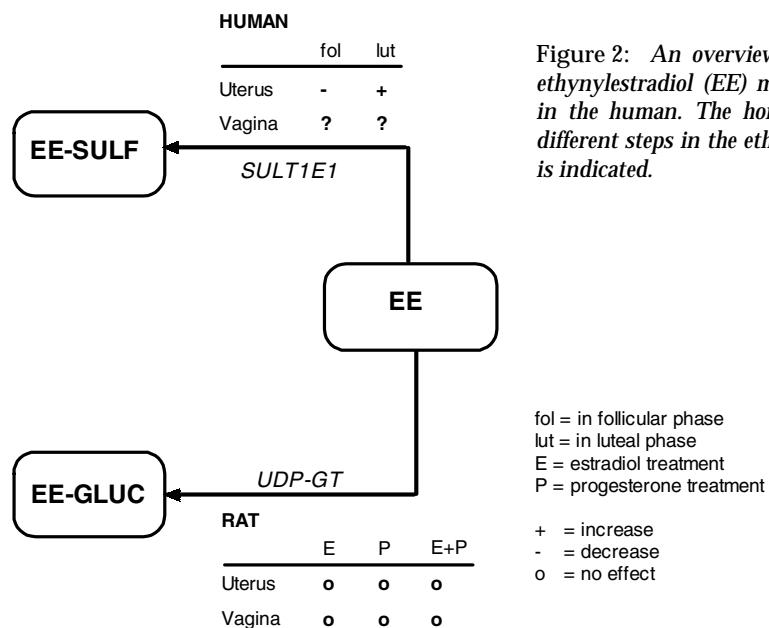 HUMAN
fol lut
Uterus - +
Vagina ? ?
EE-SULF
SULT1E1
EE
EE-GLUC
UDP-GT
RAT
E P E+P
Uterus o o o
Vagina o o o
Figure 2: An overview
ethynylestradiol (EE)
in the human. The
different steps in the
is indicated.
fol = in follicular phase
lut = in luteal phase
E = estradiol treatment
P = progesterone treatment
+ = increase
- = decrease
o = no effect